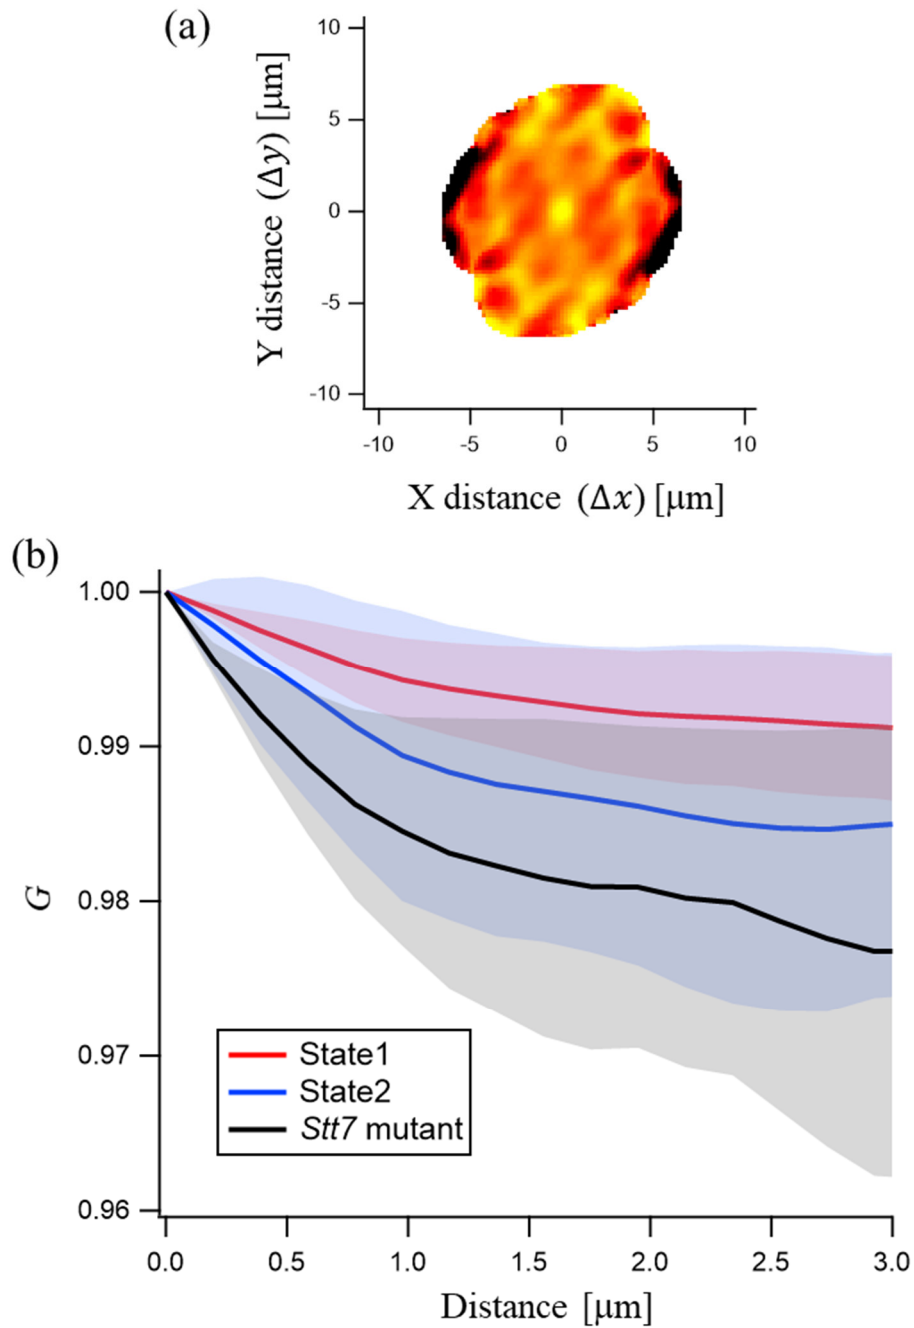 (a)
Y distance (Δy) [μm]
10
5
0
-5
-10
-10 -5 0 5 10
X distance (Δx) [μm]
(b)
G
1.00
0.99
0.98
0.97
0.96
State1
State2
Stt7 mutant
0.0 0.5 1.0 1.5 2.0 2.5 3.0
Distance [μm]